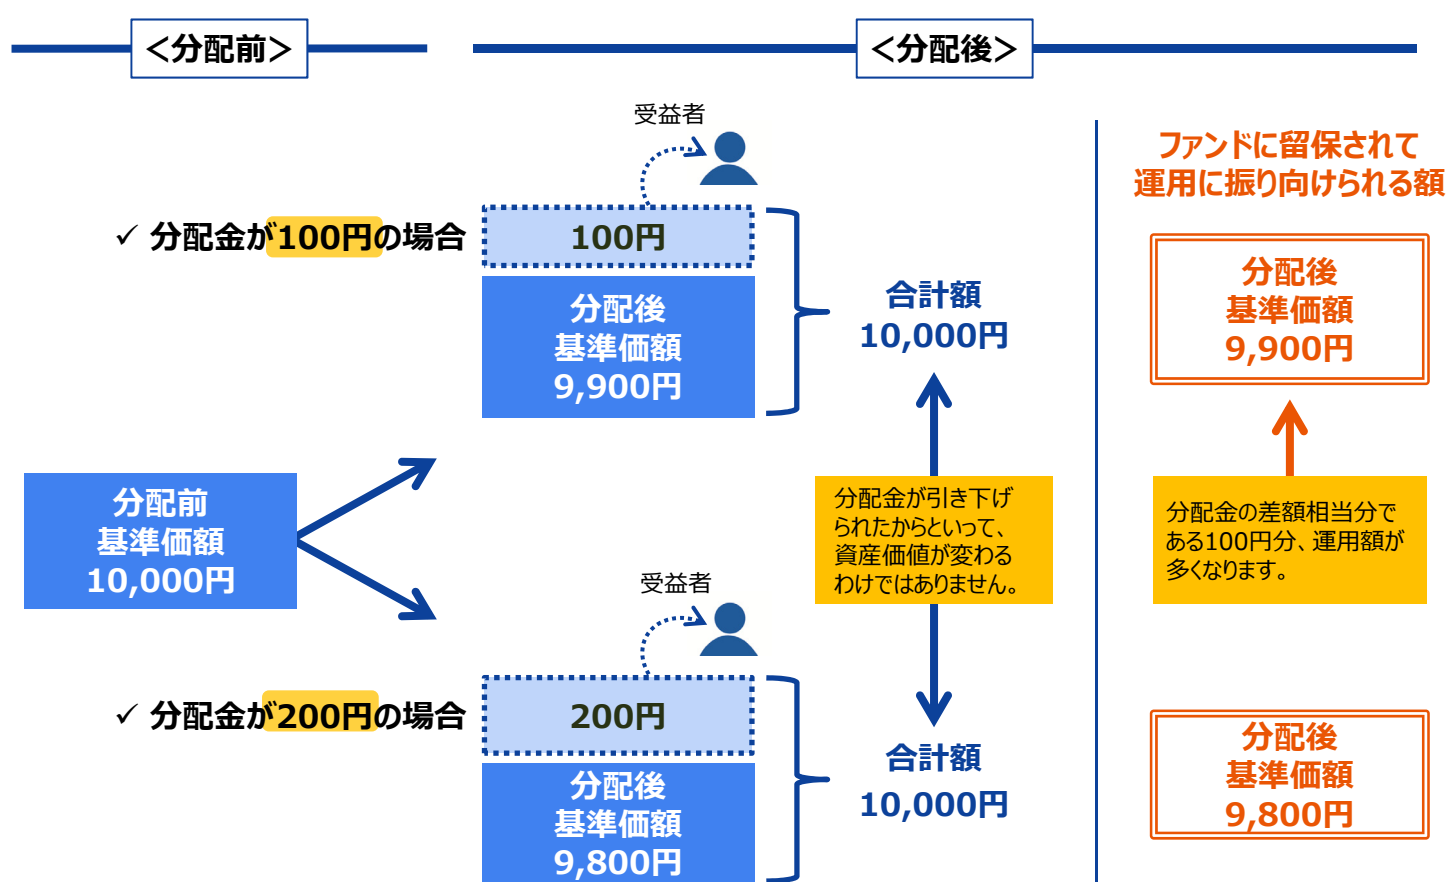 ＜分配前＞
＜分配後＞
受益者
ファンドに留保されて
運用に振り向けられる額
✓ 分配金が100円の場合
100円
分配後
基準価額
9,900円
合計額
10,000円
分配後
基準価額
9,900円
分配前
基準価額
10,000円
分配金が引き下げ
られたからといって、
資産価値が変わる
わけではありません。
分配金の差額相当分で
ある100円分、運用額が
多くなります。
受益者
✓ 分配金が200円の場合
200円
分配後
基準価額
9,800円
合計額
10,000円
分配後
基準価額
9,800円